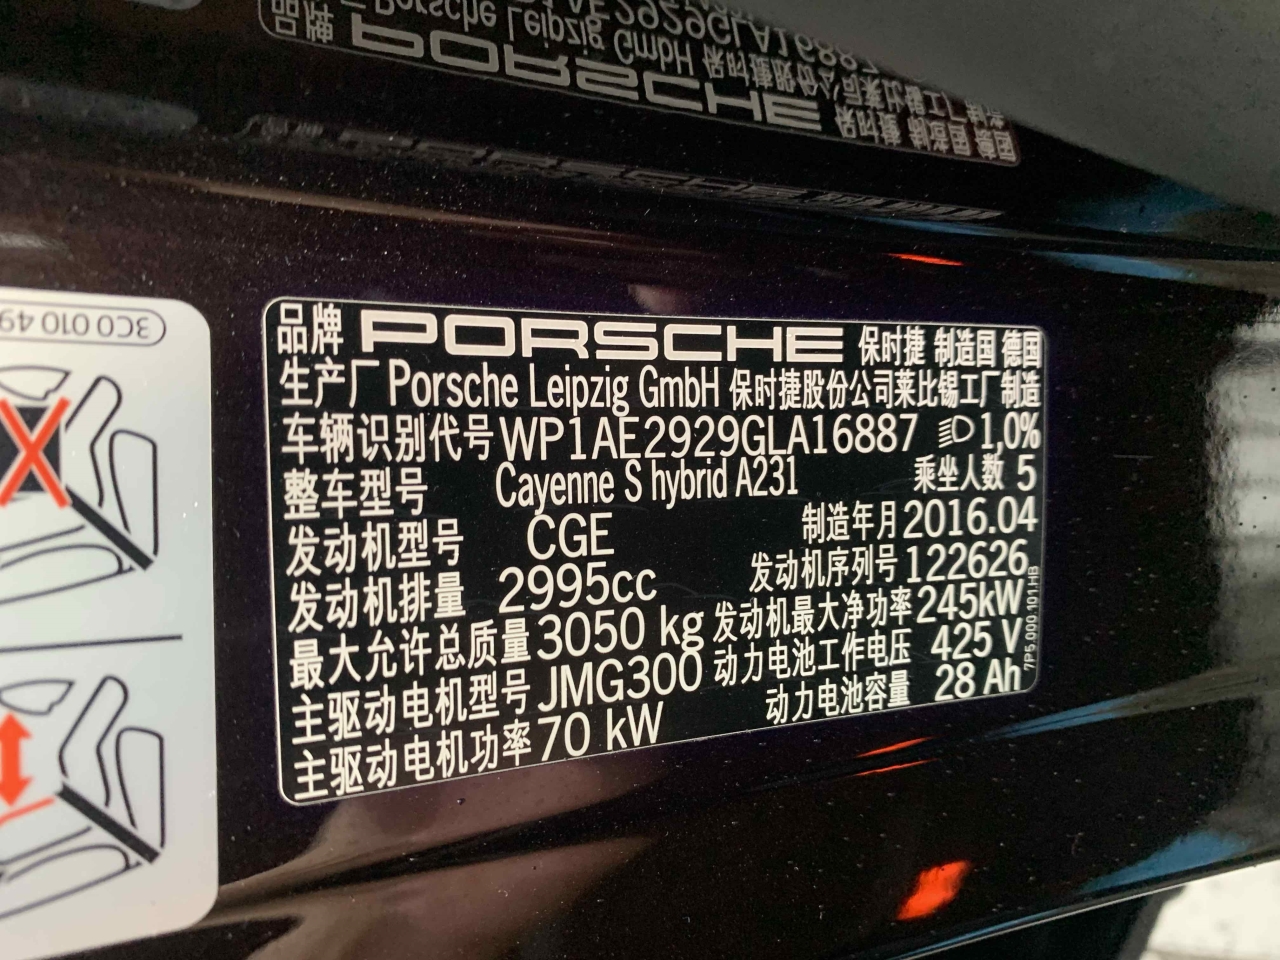 3C0 010 49
品牌 PORSCHE 保时捷 制造国 德国
生产厂 Porsche Leipzig GmbH 保时捷股份公司莱比锡工厂制造
车辆识别代号 WP1AE2929GLA16887 1,0%
整车型号 Cayenne S hybrid A231 乘坐人数 5
发动机型号 CGE 制造年月 2016.04
发动机排量 2995cc 发动机序列号 122626
最大允许总质量 3050 kg 发动机最大净功率 245kW
主驱动电机型号 JMG300 动力电池工作电压 425 V
主驱动电机功率 70 kW 动力电池容量 28 Ah
7P5.000.101.HB